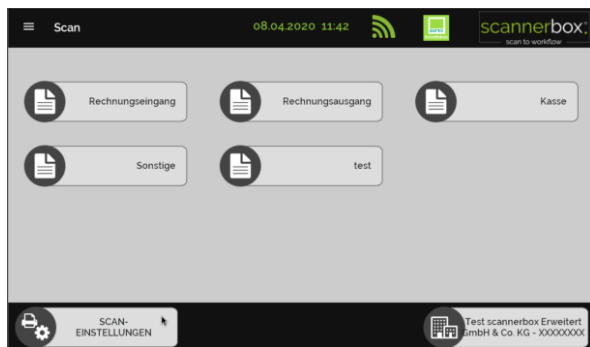 Scan
08.04.2020 11:42
scannerbox:
scan to workflow
Rechnungseingang
Rechnungsausgang
Kasse
Sonstige
test
SCAN-
EINSTELLUNGEN
Test scannerbox Erweitert
GmbH & Co. KG - XXXXXXXX